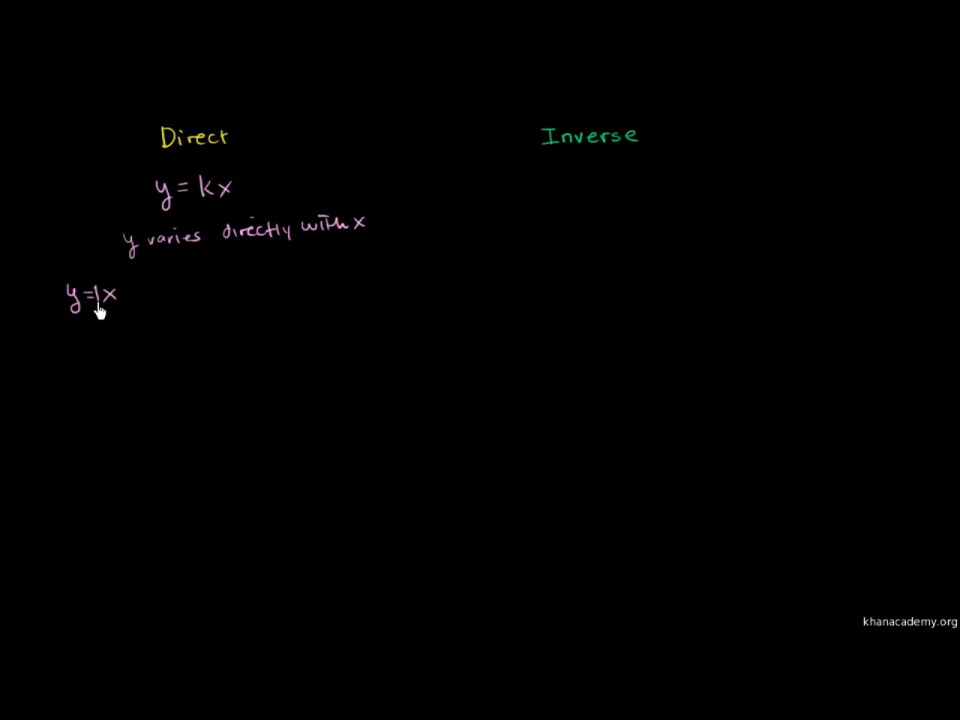 Direct
Inverse
y = kx
y varies directly with x
y=1x
khanacademy.org